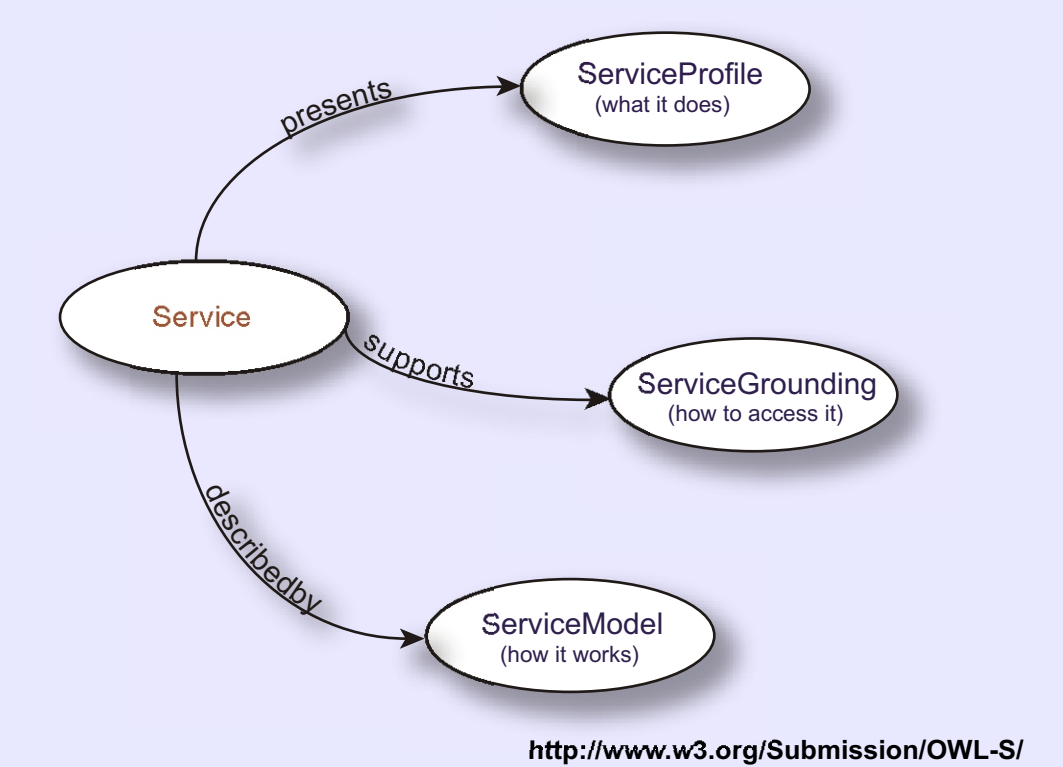 ServiceProfile
(what it does)
presents
Service
supports
ServiceGrounding
(how to access it)
describedby
ServiceModel
(how it works)
http://www.w3.org/Submission/OWL-S/